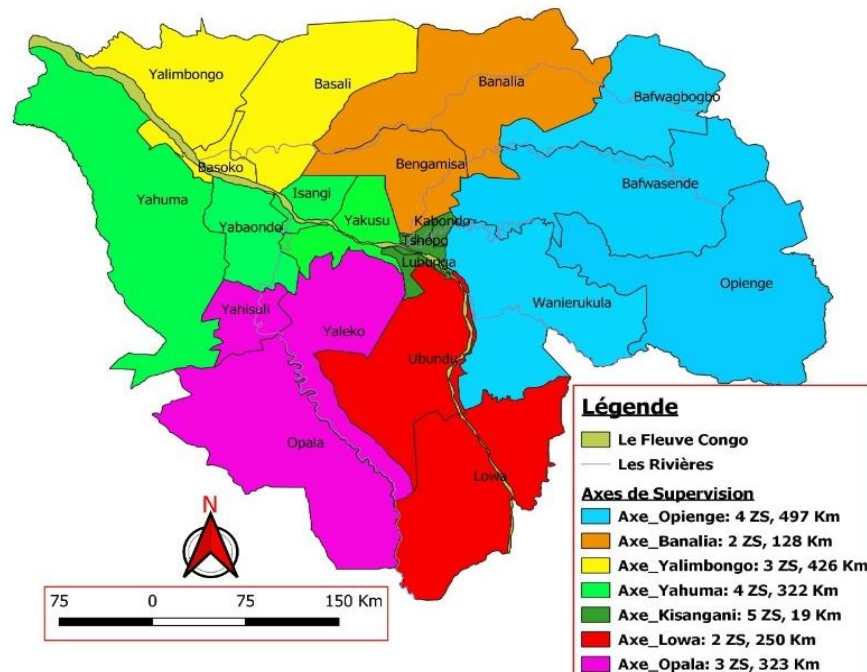 Yalimbongo
Basali
Banalia
Bafwagbogbo
Basoko
Bengamisa
Isangi
Bafwasende
Yahuma
Yabaondo
Yakusu
Kabondo
Tshopo
Lubunga
Opienge
Yahisuli
Yaleko
Wanierukula
Ubundu
Opala
Lowa
N
75 0 75 150 Km
Légende
Le Fleuve Congo
Les Rivières
Axes de Supervision
Axe_Opienge: 4 ZS, 497 Km
Axe_Banalia: 2 ZS, 128 Km
Axe_Yalimbongo: 3 ZS, 426 Km
Axe_Yahuma: 4 ZS, 322 Km
Axe_Kisangani: 5 ZS, 19 Km
Axe_Lowa: 2 ZS, 250 Km
Axe_Opala: 3 ZS, 323 Km